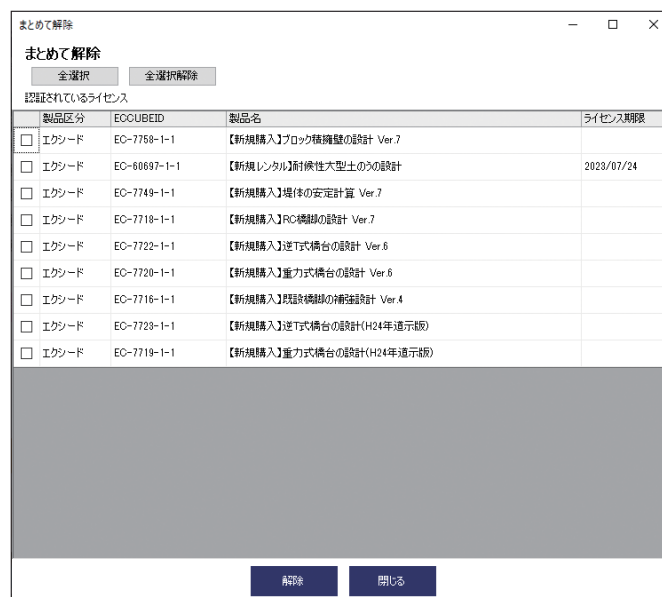 まとめて解除
まとめて解除
全選択 全選択解除
認証されているライセンス
製品区分 ECCUBEID 製品名 ライセンス期限
エクシード EC-7758-1-1 【新規購入】ブロック積擁壁の設計 Ver.7
エクシード EC-60697-1-1 【新規レンタル】耐候性大型土のうの設計 2023/07/24
エクシード EC-7749-1-1 【新規購入】堤体の安定計算 Ver.7
エクシード EC-7718-1-1 【新規購入】RC橋脚の設計 Ver.7
エクシード EC-7722-1-1 【新規購入】逆T式橋台の設計 Ver.6
エクシード EC-7720-1-1 【新規購入】重力式橋台の設計 Ver.6
エクシード EC-7716-1-1 【新規購入】既設橋脚の補強設計 Ver.4
エクシード EC-7723-1-1 【新規購入】逆T式橋台の設計(H24年道示版)
エクシード EC-7719-1-1 【新規購入】重力式橋台の設計(H24年道示版)
解除 閉じる